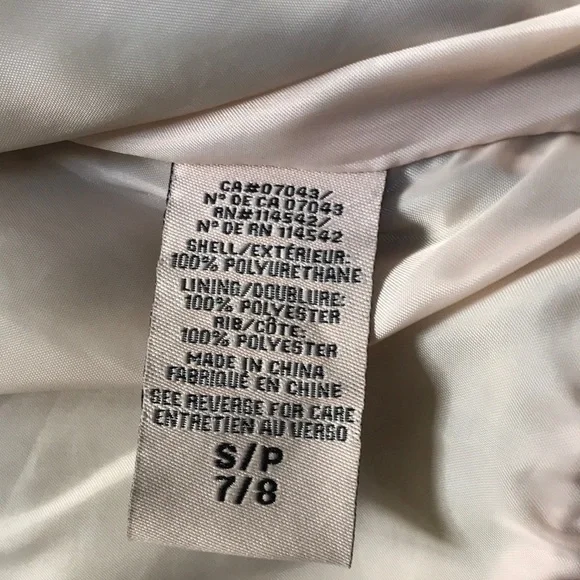 CA#07043/
N° DE CA 07043
RN#114542/
N° DE RN 114542
SHELL/EXTÉRIEUR:
100% POLYURETHANE
LINING/DOUBLURE:
100% POLYESTER
RIB/CÔTE:
100% POLYESTER
MADE IN CHINA
FABRIQUÉ EN CHINE
SEE REVERSE FOR CARE
ENTRETIEN AU VERSO
S/P
7/8